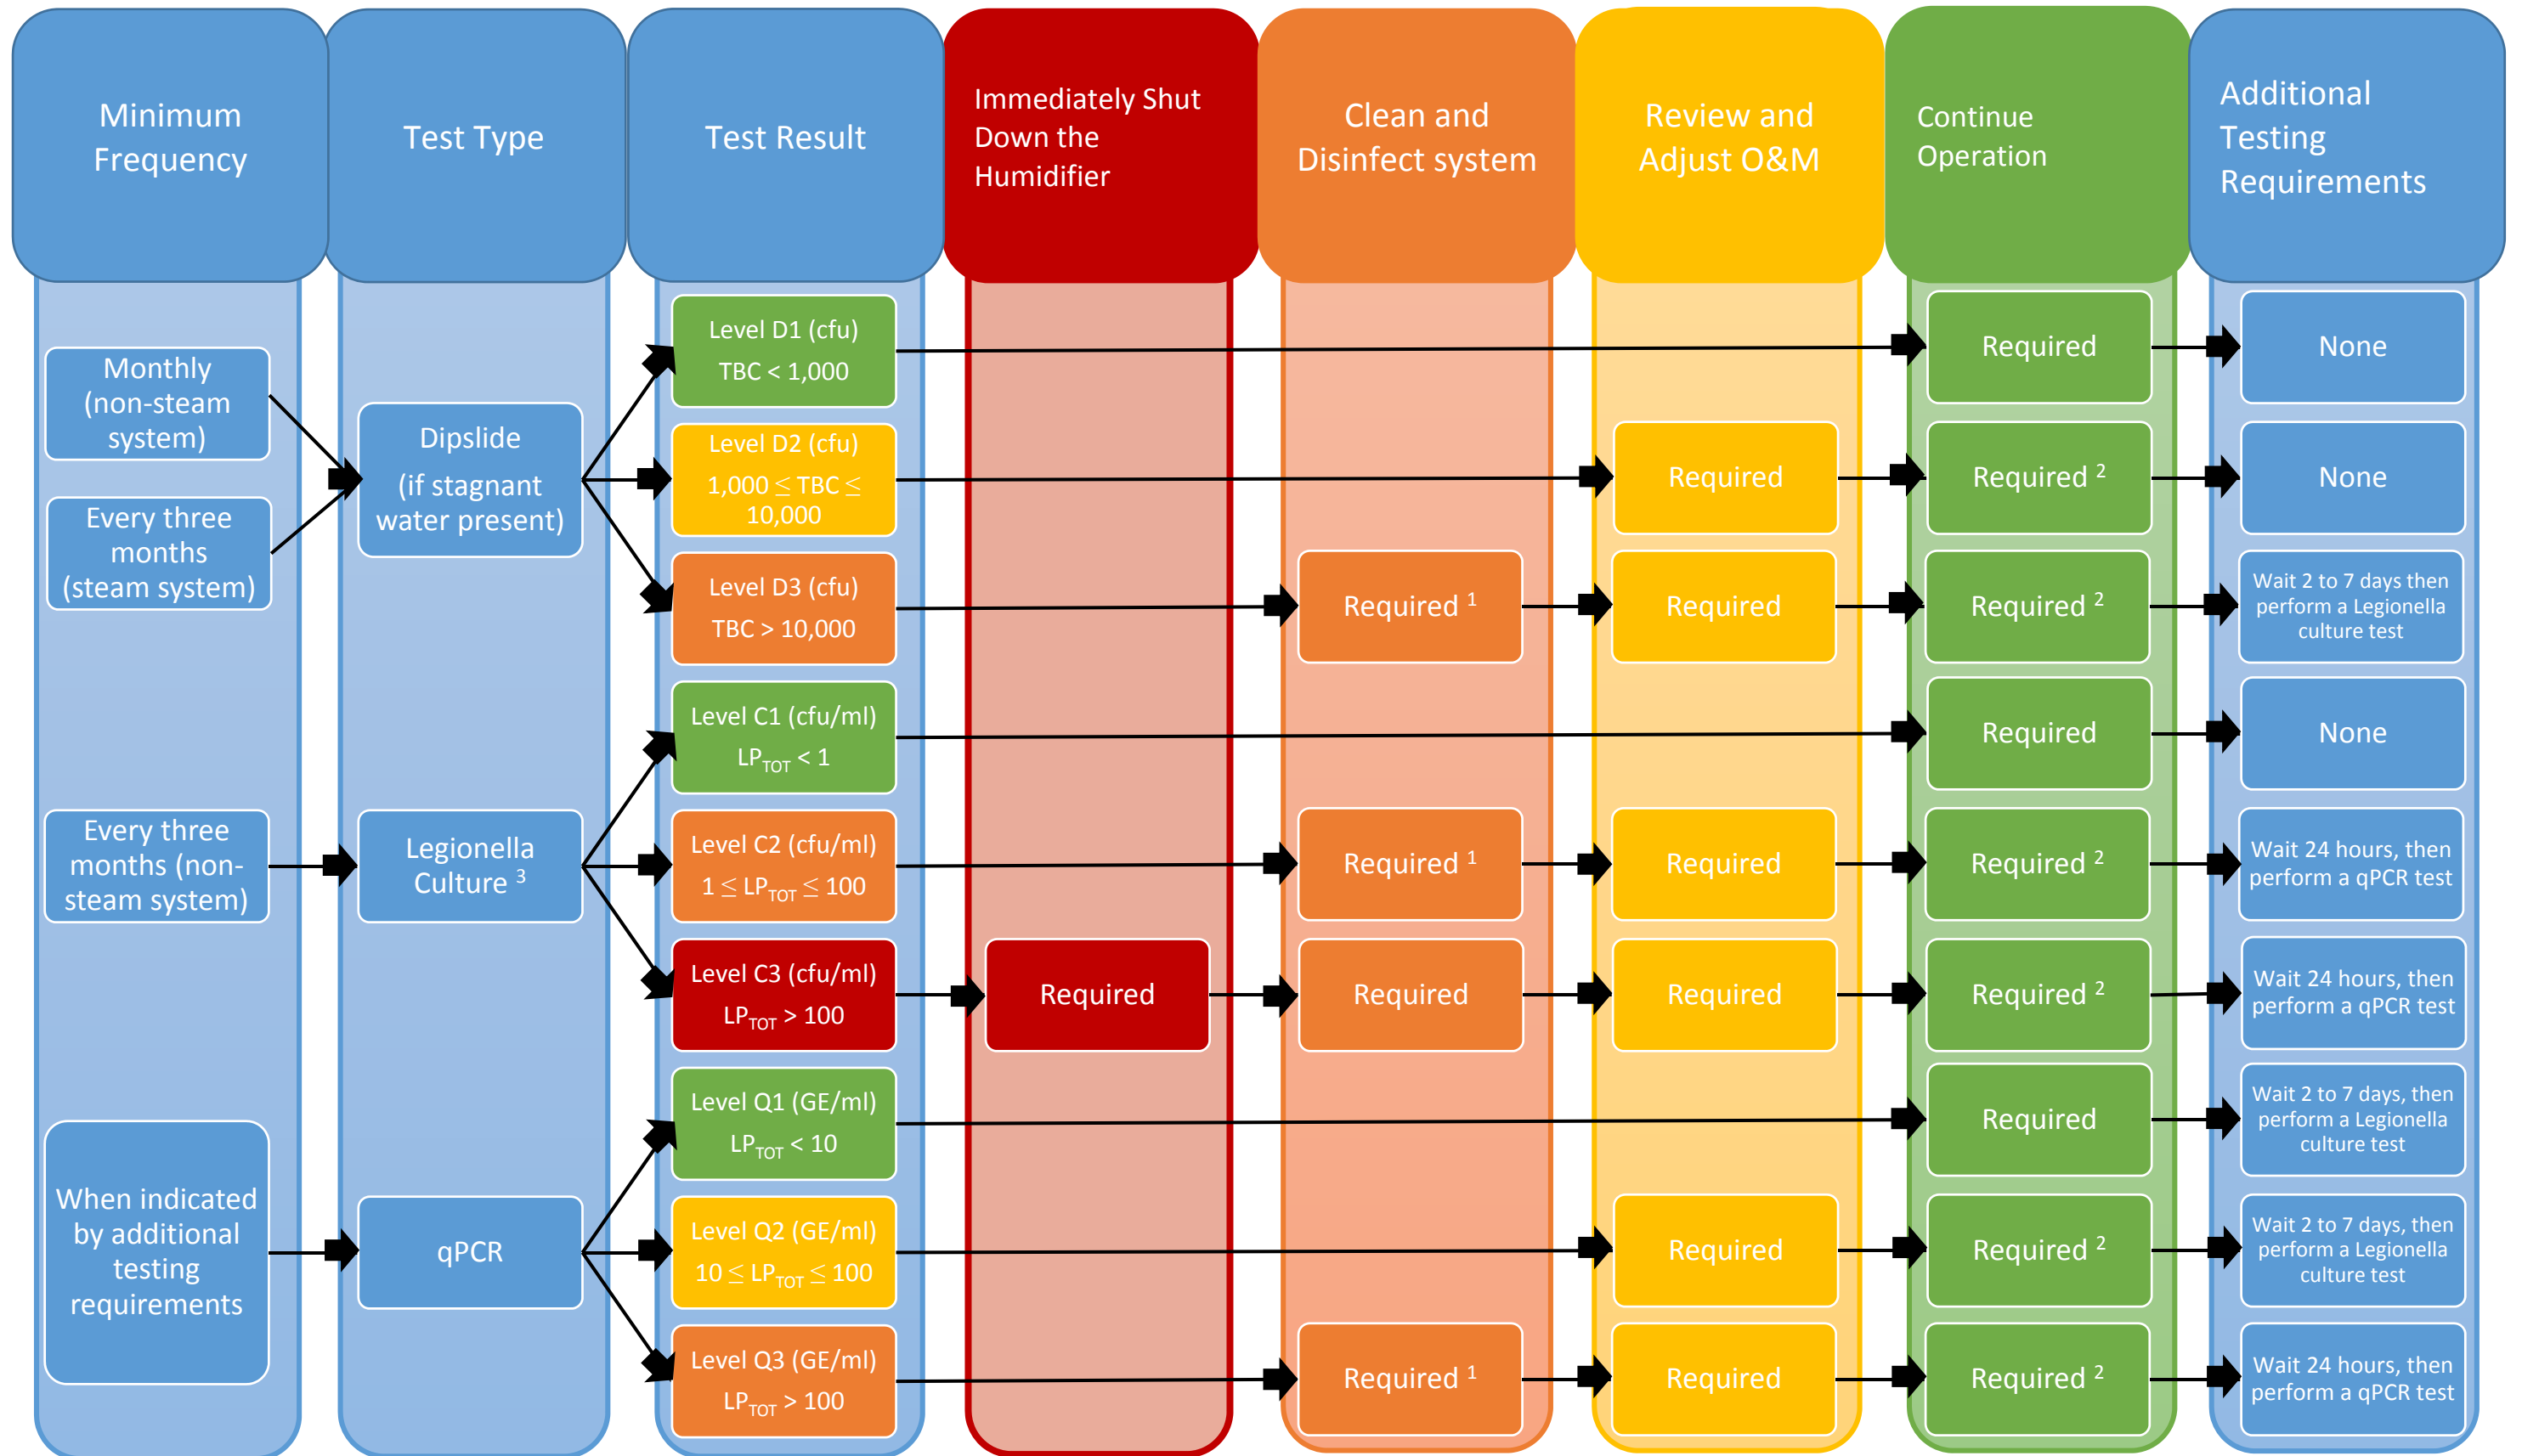 Minimum
Frequency
Test Type
Test Result
Immediately Shut
Down the
Humidifier
Clean and
Disinfect system
Review and
Adjust O&M
Continue
Operation
Additional
Testing
Requirements
Monthly
(non-steam
system)
Every three
months
(steam system)
Dipslide
(if stagnant
water present)
Level D1 (cfu)
TBC < 1,000
Required
None
Level D2 (cfu)
1,000 ≤ TBC ≤
10,000
Required
Required ²
None
Level D3 (cfu)
TBC > 10,000
Required ¹
Required
Required ²
Wait 2 to 7 days then
perform a Legionella
culture test
Every three
months (non-
steam system)
Legionella
Culture ³
Level C1 (cfu/ml)
LP_TOT < 1
Required
None
Level C2 (cfu/ml)
1 ≤ LP_TOT ≤ 100
Required ¹
Required
Required ²
Wait 24 hours, then
perform a qPCR test
Level C3 (cfu/ml)
LP_TOT > 100
Required
Required
Required
Required ²
Wait 24 hours, then
perform a qPCR test
When indicated
by additional
testing
requirements
qPCR
Level Q1 (GE/ml)
LP_TOT < 10
Required
Wait 2 to 7 days, then
perform a Legionella
culture test
Level Q2 (GE/ml)
10 ≤ LP_TOT ≤ 100
Required
Required ²
Wait 2 to 7 days, then
perform a Legionella
culture test
Level Q3 (GE/ml)
LP_TOT > 100
Required ¹
Required
Required ²
Wait 24 hours, then
perform a qPCR test